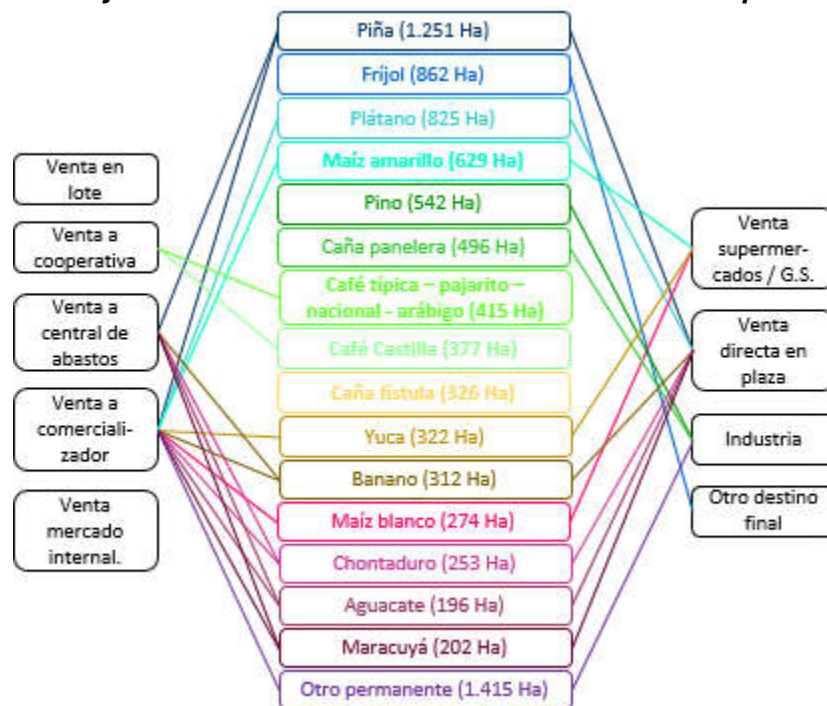 Piña (1.251 Ha)
Fríjol (862 Ha)
Plátano (825 Ha)
Maíz amarillo (629 Ha)
Pino (542 Ha)
Caña panelera (496 Ha)
Café típica – pajarito –
nacional - arábigo (415 Ha)
Café Castilla (377 Ha)
Caña fistula (326 Ha)
Yuca (322 Ha)
Banano (312 Ha)
Maíz blanco (274 Ha)
Chontaduro (253 Ha)
Aguacate (196 Ha)
Maracuyá (202 Ha)
Otro permanente (1.415 Ha)
Venta en
lote
Venta a
cooperativa
Venta a
central de
abastos
Venta a
comerciali-
zador
Venta
mercado
internal.
Venta
supermer-
cados / G.S.
Venta
directa en
plaza
Industria
Otro destino
final